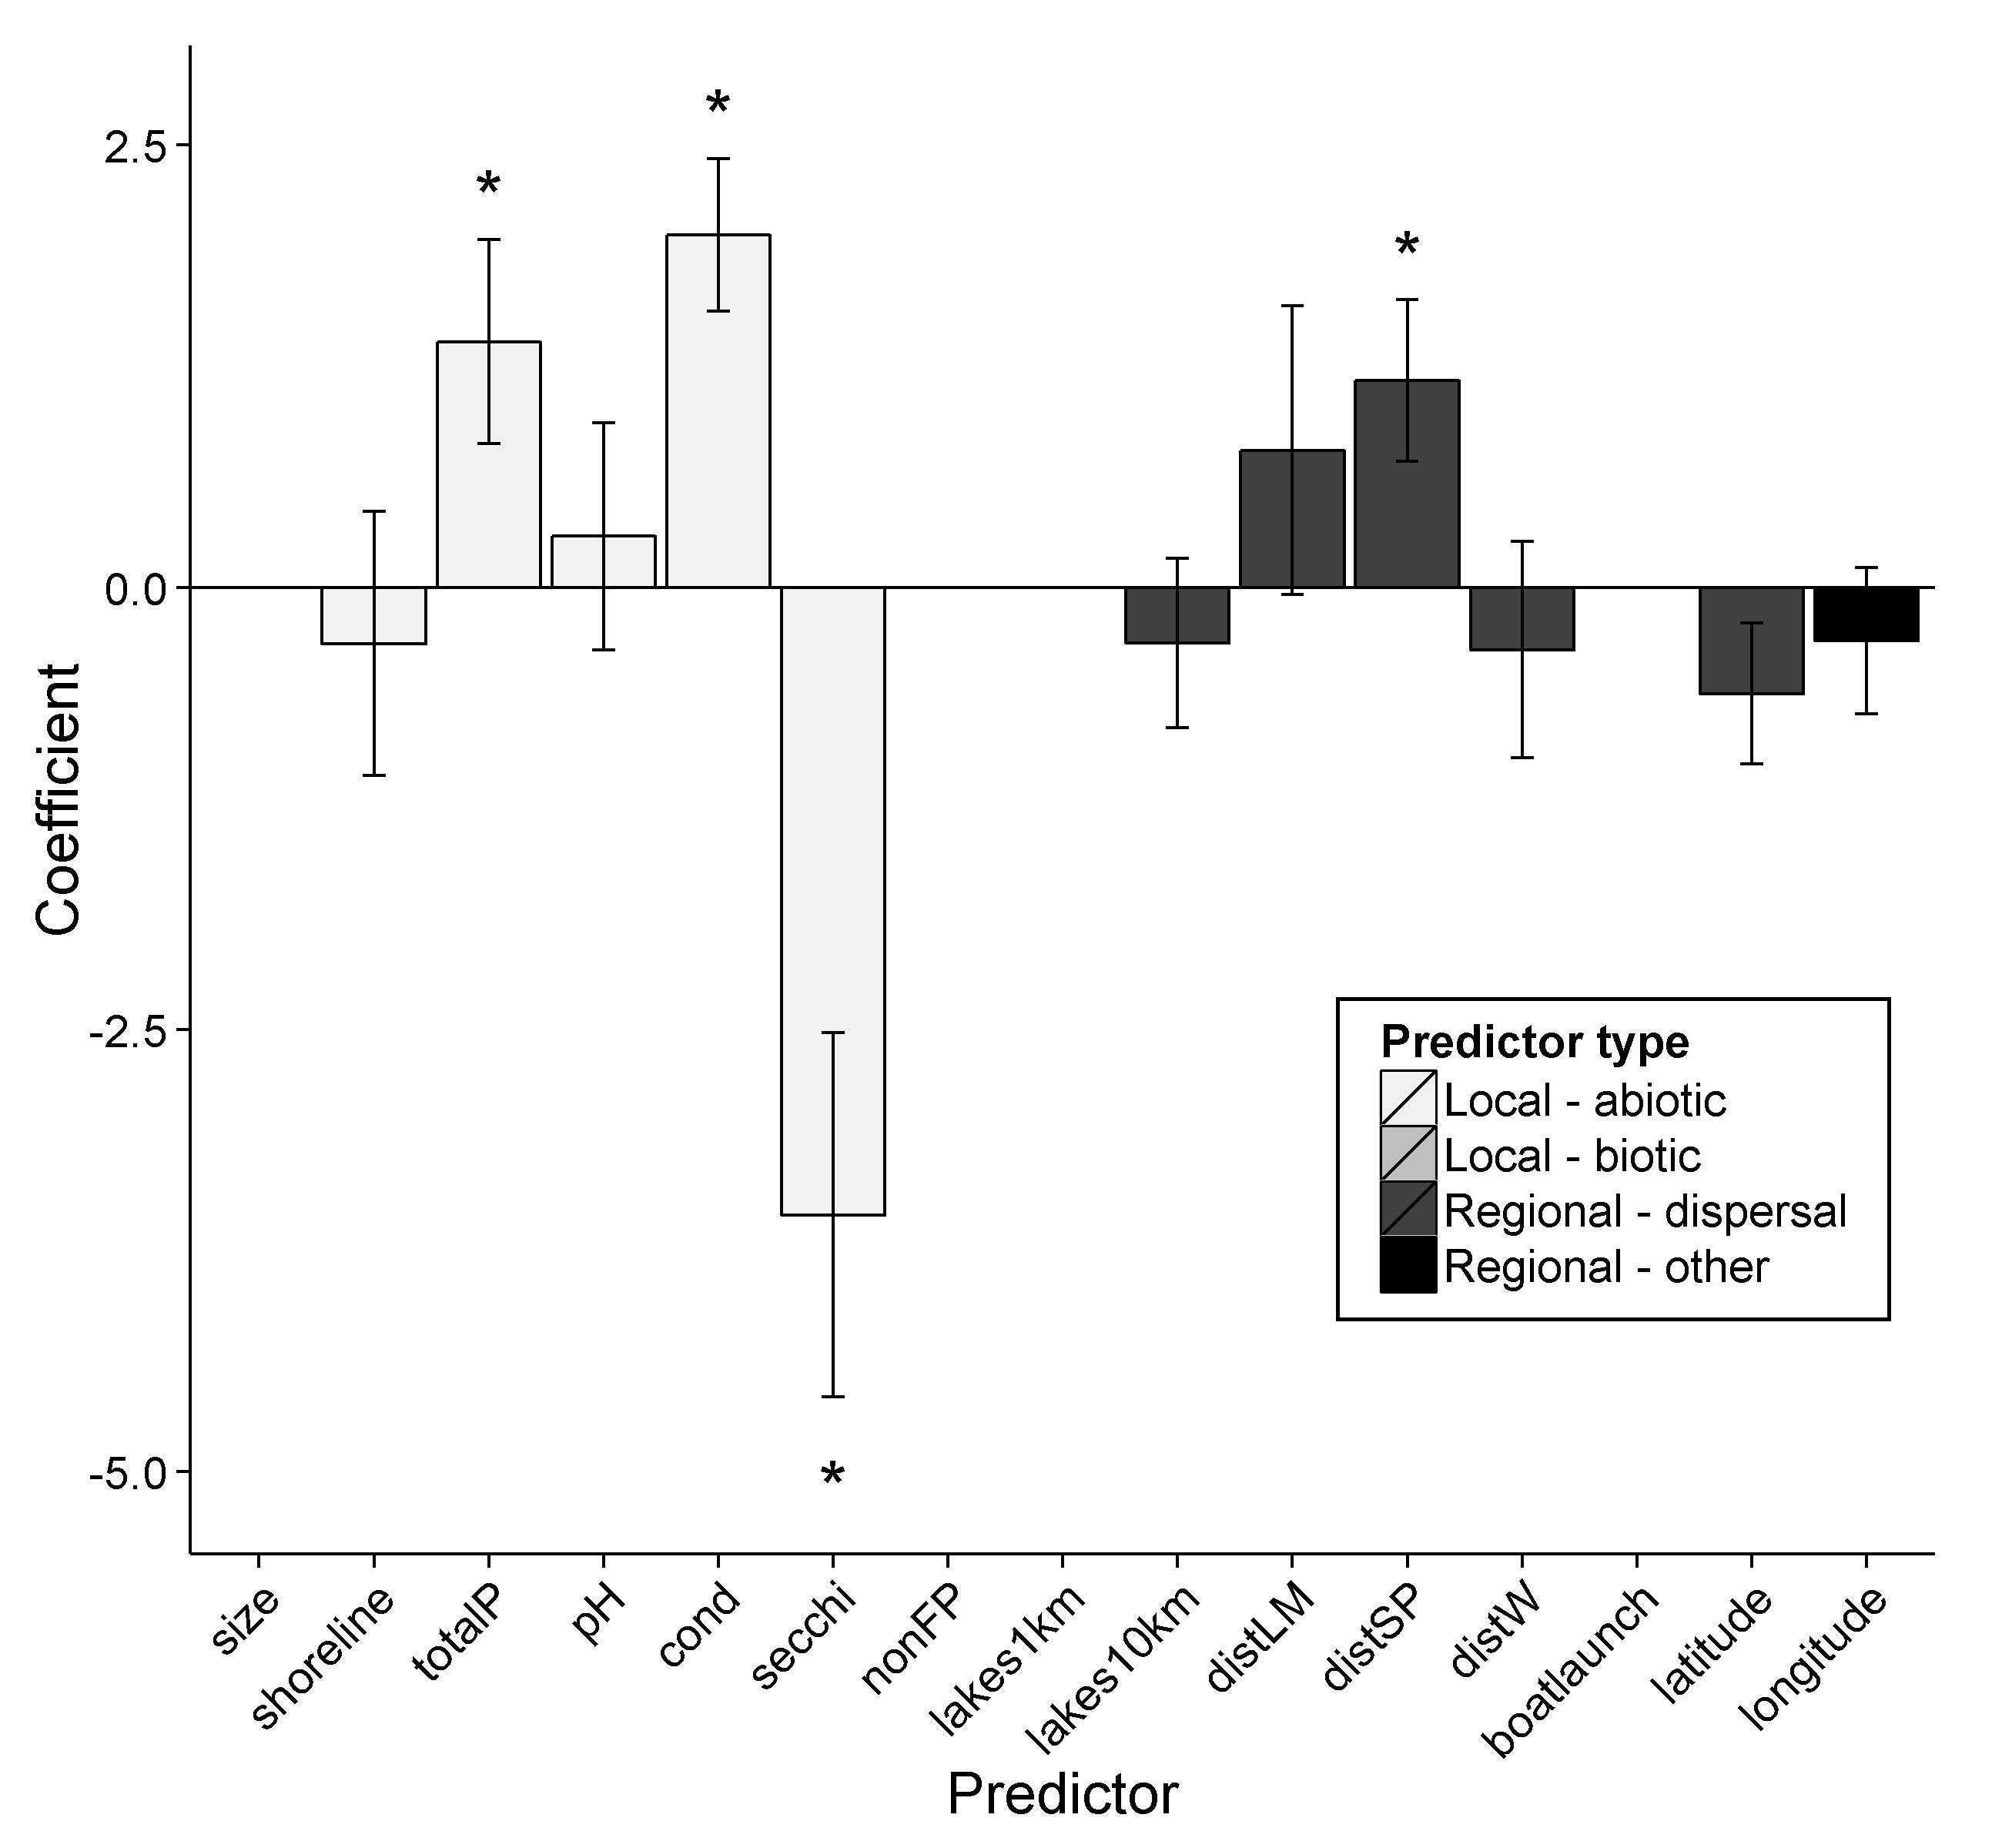 *
2.5
*
*
0.0
Coefficient
-2.5
Predictor type
Local - abiotic
Local - biotic
Regional - dispersal
Regional - other
-5.0
*
size
shoreline
totalP
pH
cond
secchi
nonFP
lakes1km
lakes10km
distLM
distSP
distW
boatlaunch
latitude
longitude
Predictor